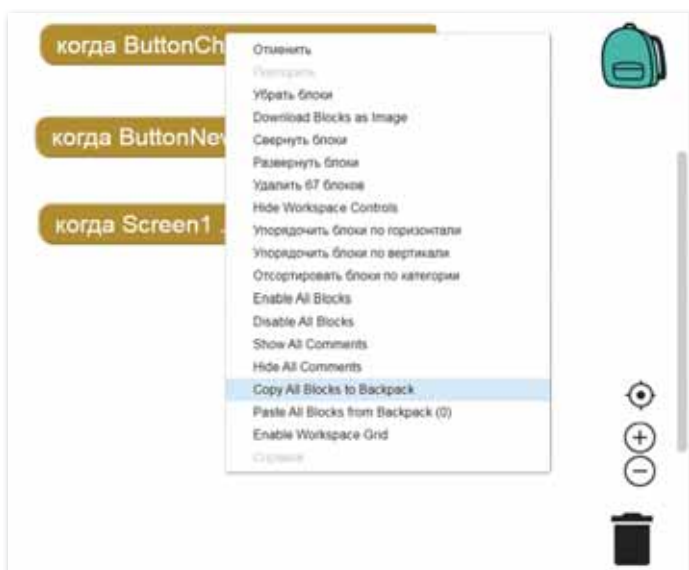 когда ButtonCh
Отменить
Повторить
Убрать блоки
Download Blocks as Image
когда ButtonNe
Свернуть блоки
Развернуть блоки
Удалить 67 блоков
Hide Workspace Controls
когда Screen1 .
Упорядочить блоки по горизонтали
Упорядочить блоки по вертикали
Отсортировать блоки по категории
Enable All Blocks
Disable All Blocks
Show All Comments
Hide All Comments
Copy All Blocks to Backpack
Paste All Blocks from Backpack (0)
Enable Workspace Grid
Справка